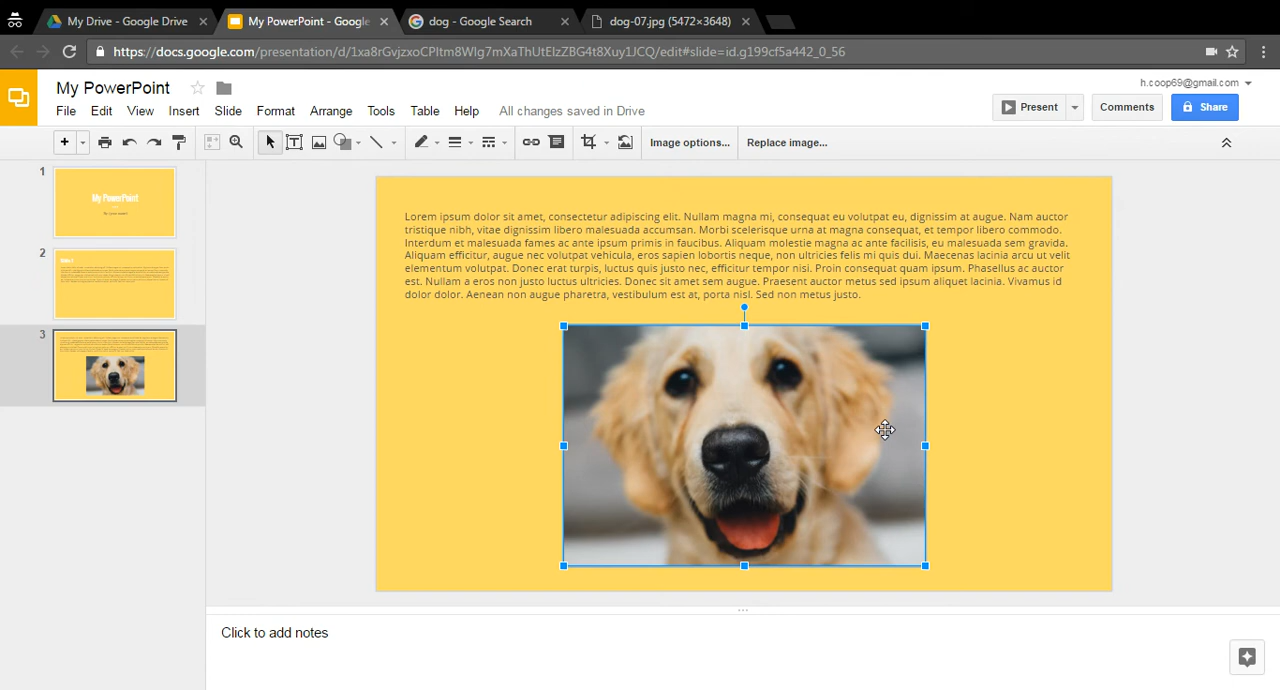 My Drive - Google Drive
My PowerPoint - Google
dog - Google Search
dog-07.jpg (5472×3648)
https://docs.google.com/presentation/d/1xa8rGvjzxoCPItm8WIg7mXaThUtEIzZBG4t8Xuy1JCQ/edit#slide=id.g199cf5a442_0_56
My PowerPoint
h.coop69@gmail.com
File Edit View Insert Slide Format Arrange Tools Table Help All changes saved in Drive
Present Comments Share
Image options... Replace image...
1
My PowerPoint
2
3
Lorem ipsum dolor sit amet, consectetur adipiscing elit. Nullam magna mi, consequat eu volutpat eu, dignissim at augue. Nam auctor
tristique nibh, vitae dignissim libero malesuada accumsan. Morbi scelerisque urna at magna consequat, et tempor libero commodo.
Interdum et malesuada fames ac ante ipsum primis in faucibus. Aliquam molestie magna ac ante facilisis, eu malesuada sem gravida.
Aliquam efficitur, augue nec volutpat vehicula, eros sapien lobortis neque, non ultricies felis mi quis dui. Maecenas lacinia arcu ut velit
elementum volutpat. Donec erat turpis, luctus quis justo nec, efficitur tempor nisi. Proin consequat quam ipsum. Phasellus ac auctor
est. Nullam a eros non justo luctus ultricies. Donec sit amet sem augue. Praesent auctor metus sed ipsum aliquet lacinia. Vivamus id
dolor dolor. Aenean non augue pharetra, vestibulum est at, porta nisl. Sed non metus justo.
Click to add notes